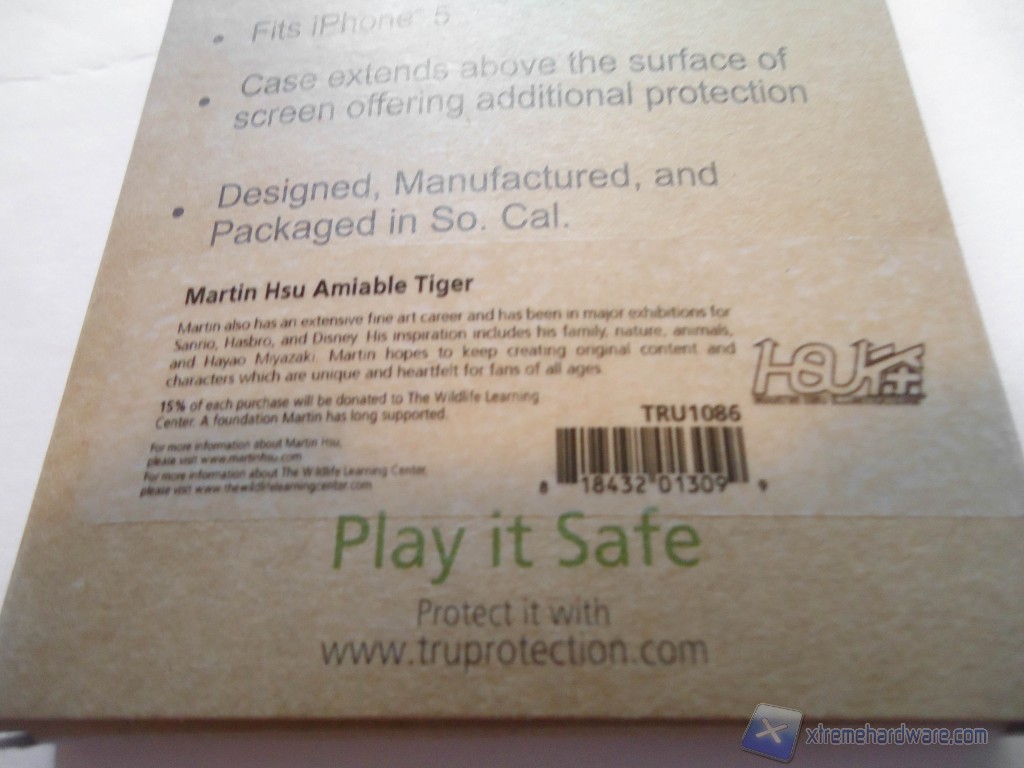 • Fits iPhone® 5
• Case extends above the surface of
screen offering additional protection
• Designed, Manufactured, and
Packaged in So. Cal.
Martin Hsu Amiable Tiger
Martin also has an extensive fine art career and has been in major exhibitions for
Sanrio, Hasbro, and Disney. His inspiration includes his family, nature, animals,
and Hayao Miyazaki. Martin hopes to keep creating original content and
characters which are unique and heartfelt for fans of all ages.
15% of each purchase will be donated to The Wildlife Learning
Center. A foundation Martin has long supported.
For more information about Martin Hsu,
please visit www.martinhsu.com
For more information about The Wildlife Learning Center,
please visit www.thewildlifelearningcenter.com
HSU
TRU1086
8 18432 01309 9
Play it Safe
Protect it with
www.truprotection.com
xtremehardware.com